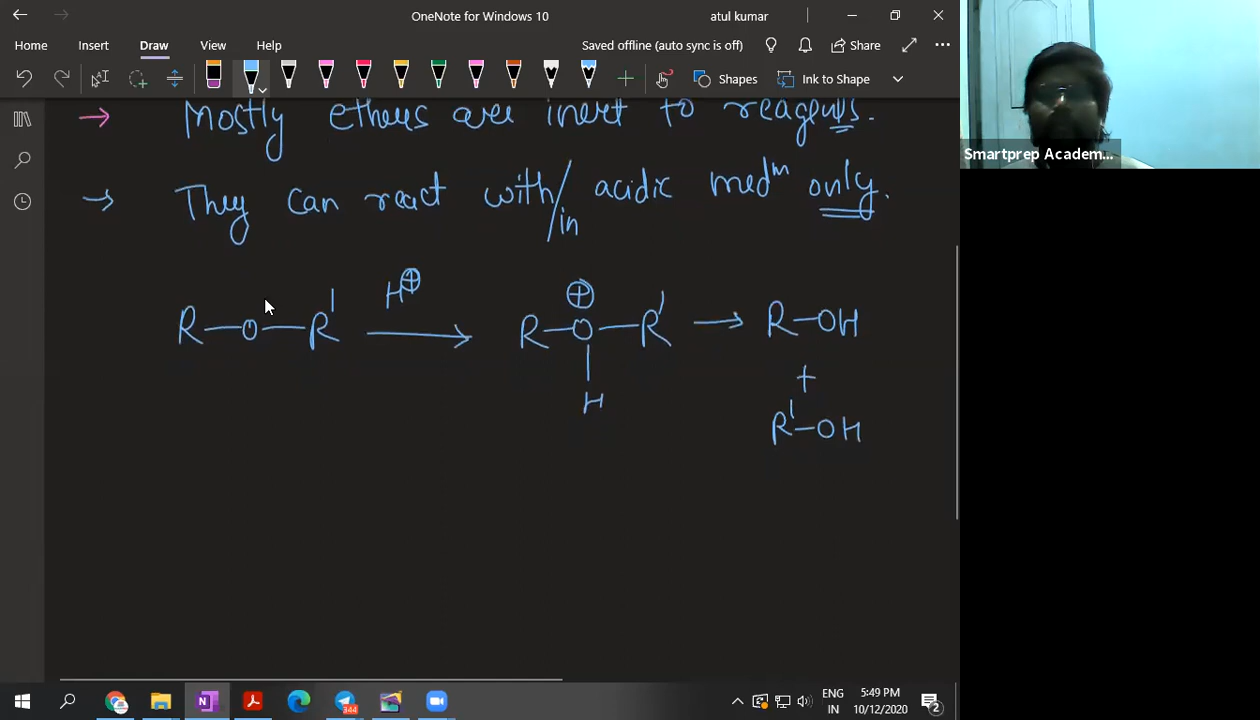 OneNote for Windows 10
atul kumar
Home Insert Draw View Help
Saved offline (auto sync is off)
Share
Shapes
Ink to Shape
→ Mostly ethers are inert to reagents.
→ They can react with/in acidic medm only.
R—O—R' H⊕ → R—O—R' → R—OH
⊕
H
+
R'—OH
Smartprep Academ...
344
ENG
IN
5:49 PM
10/12/2020
2